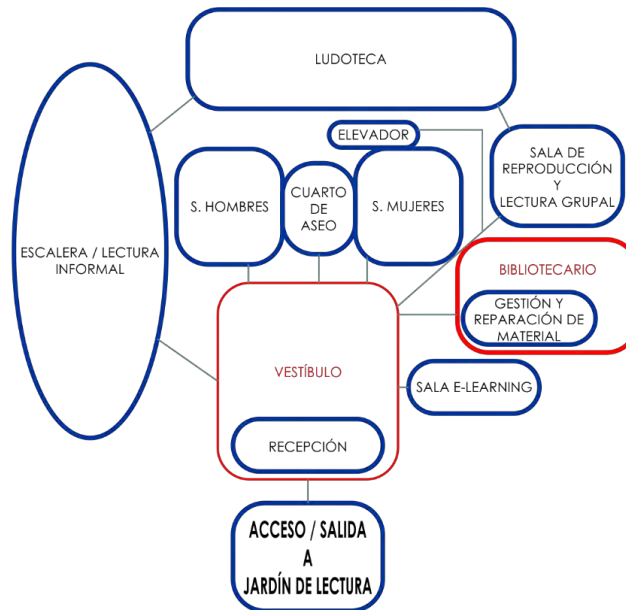 LUDOTECA
ELEVADOR
SALA DE
REPRODUCCIÓN
Y
LECTURA GRUPAL
S. HOMBRES
CUARTO
DE
ASEO
S. MUJERES
ESCALERA / LECTURA
INFORMAL
BIBLIOTECARIO
GESTIÓN Y
REPARACIÓN DE
MATERIAL
VESTÍBULO
SALA E-LEARNING
RECEPCIÓN
ACCESO / SALIDA
A
JARDÍN DE LECTURA